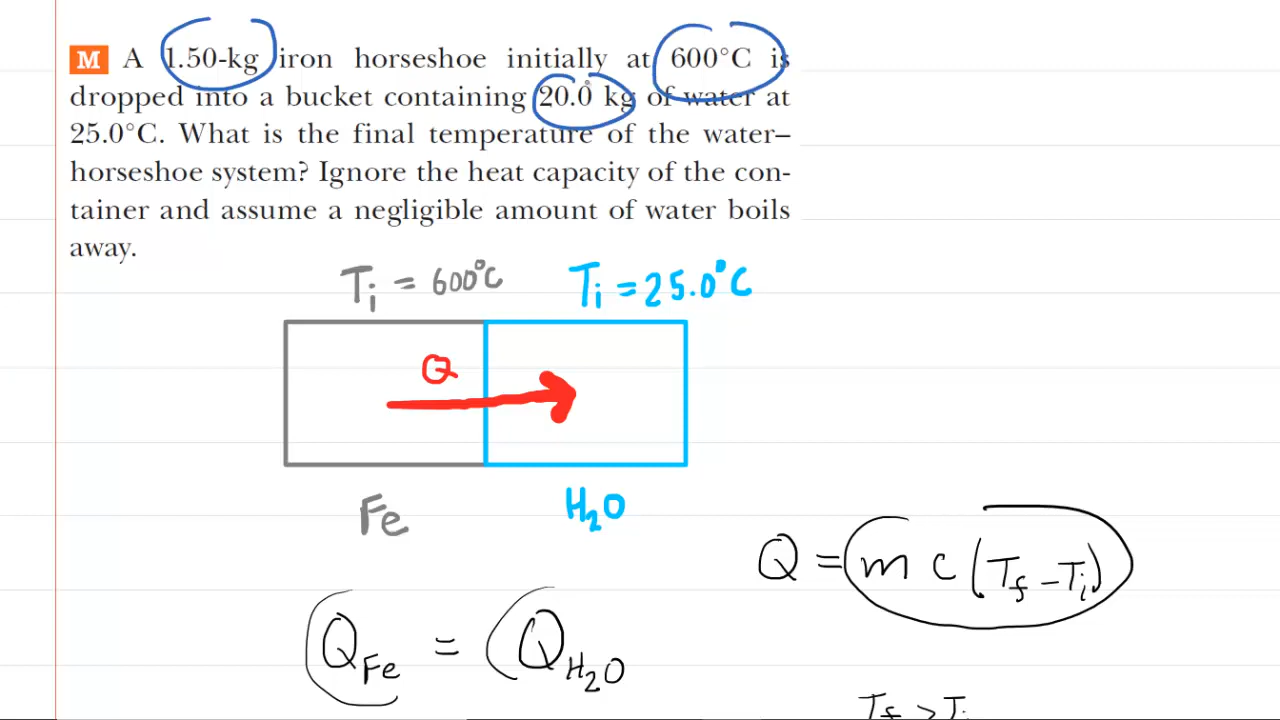 M A 1.50-kg iron horseshoe initially at 600°C is
dropped into a bucket containing 20.0 kg of water at
25.0°C. What is the final temperature of the water–
horseshoe system? Ignore the heat capacity of the con-
tainer and assume a negligible amount of water boils
away.
Ti = 600°C Ti = 25.0°C
Q
Fe H₂O
Q = m c (Tf − Ti)
Q_Fe = Q_H₂O
Tf > Ti